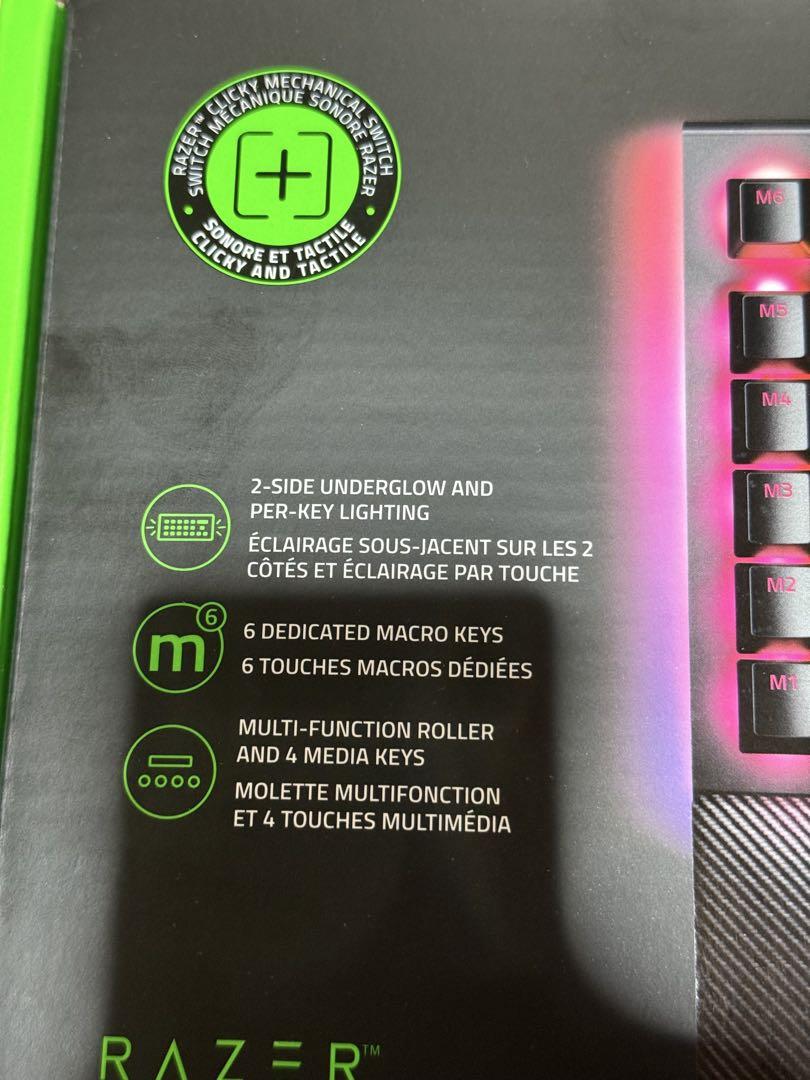 RAZER™ CLICKY MECHANICAL SWITCH
SWITCH MÉCANIQUE SONORE RAZER
SONORE ET TACTILE
CLICKY AND TACTILE
M6
M5
M4
M3
M2
M1
2-SIDE UNDERGLOW AND
PER-KEY LIGHTING
ÉCLAIRAGE SOUS-JACENT SUR LES 2
CÔTÉS ET ÉCLAIRAGE PAR TOUCHE
m6
6 DEDICATED MACRO KEYS
6 TOUCHES MACROS DÉDIÉES
MULTI-FUNCTION ROLLER
AND 4 MEDIA KEYS
MOLETTE MULTIFONCTION
ET 4 TOUCHES MULTIMÉDIA
RAZER™